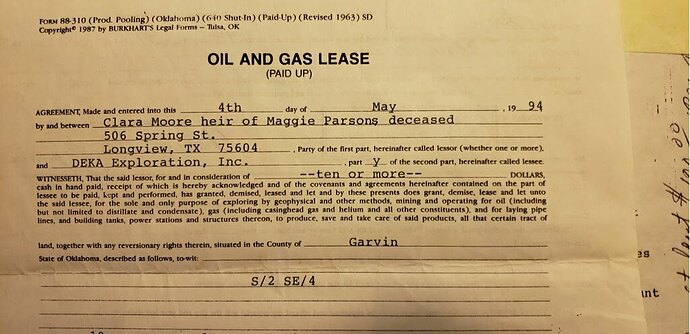 FORM 88-310 (Prod. Pooling) (Oklahoma) (640 Shut-In) (Paid-Up) (Revised 1963) SD
Copyright© 1987 by BURKHART'S Legal Forms — Tulsa, OK
OIL AND GAS LEASE
(PAID UP)
AGREEMENT, Made and entered into this 4th day of May , 19 94
by and between Clara Moore heir of Maggie Parsons deceased
506 Spring St.
Longview, TX 75604 , Party of the first part, hereinafter called lessor (whether one or more),
and DEKA Exploration, Inc. , part y of the second part, hereinafter called lessee.
WITNESSETH, That the said lessor, for and in consideration of --ten or more-- DOLLARS,
cash in hand paid, receipt of which is hereby acknowledged and of the covenants and agreements hereinafter contained on the part of
lessee to be paid, kept and performed, has granted, demised, leased and let and by these presents does grant, demise, lease and let unto
the said lessee, for the sole and only purpose of exploring by geophysical and other methods, mining and operating for oil (including
but not limited to distillate and condensate), gas (including casinghead gas and helium and all other constituents), and for laying pipe
lines, and building tanks, power stations and structures thereon, to produce, save and take care of said products, all that certain tract of
land, together with any reversionary rights therein, situated in the County of Garvin
State of Oklahoma, described as follows, to-wit:
S/2 SE/4
es
nt